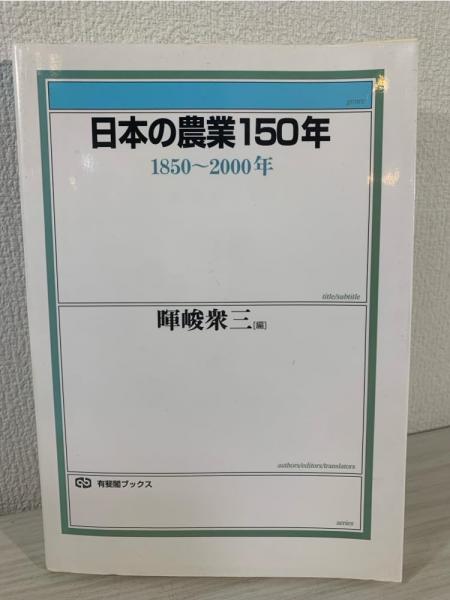 genre
日本の農業150年
1850～2000年
title/subtitle
暉峻衆三[編]
authors/editors/translators
有斐閣ブックス
series